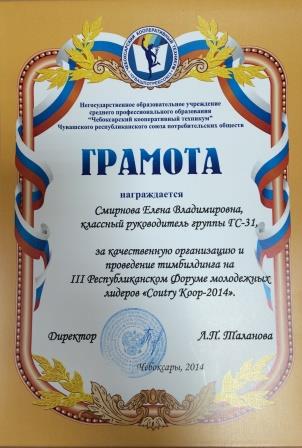 Негосударственное образовательное учреждение
среднего профессионального образования
"Чебоксарский кооперативный техникум"
Чувашского республиканского союза потребительских обществ
ГРАМОТА
награждается
Смирнова Елена Владимировна,
классный руководитель группы ГС-31,
за качественную организацию и
проведение тимбилдинга на
III Республиканском Форуме молодежных
лидеров «Coutry Koop-2014».
Директор Л.П. Таланова
Чебоксары, 2014